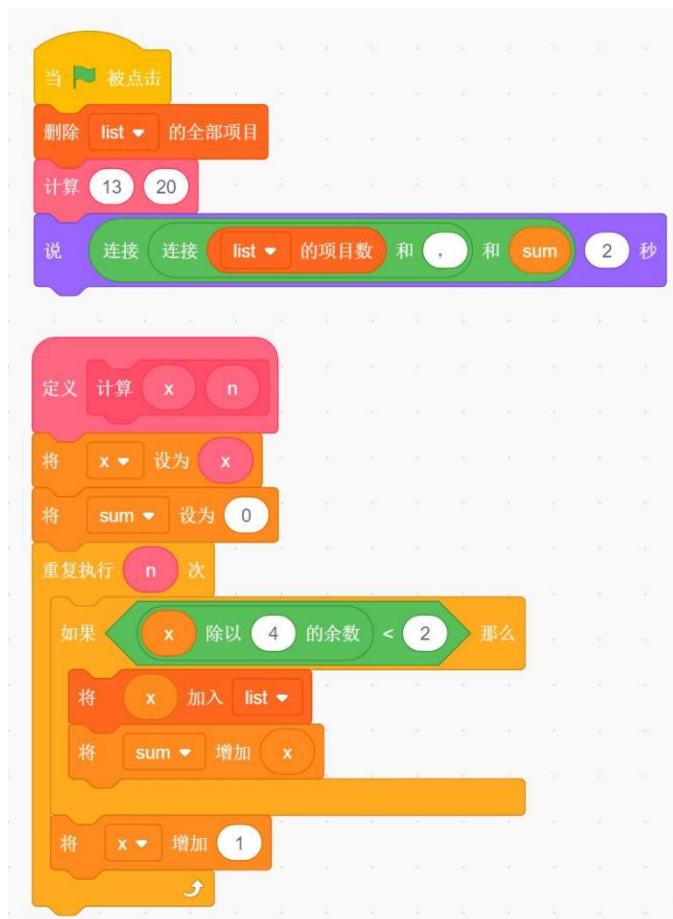 当 被点击
删除 list 的全部项目
计算 13 20
说 连接 连接 list 的项目数 和 , 和 sum 2 秒
定义 计算 x n
将 x 设为 x
将 sum 设为 0
重复执行 n 次
如果 x 除以 4 的余数 < 2 那么
将 x 加入 list
将 sum 增加 x
将 x 增加 1